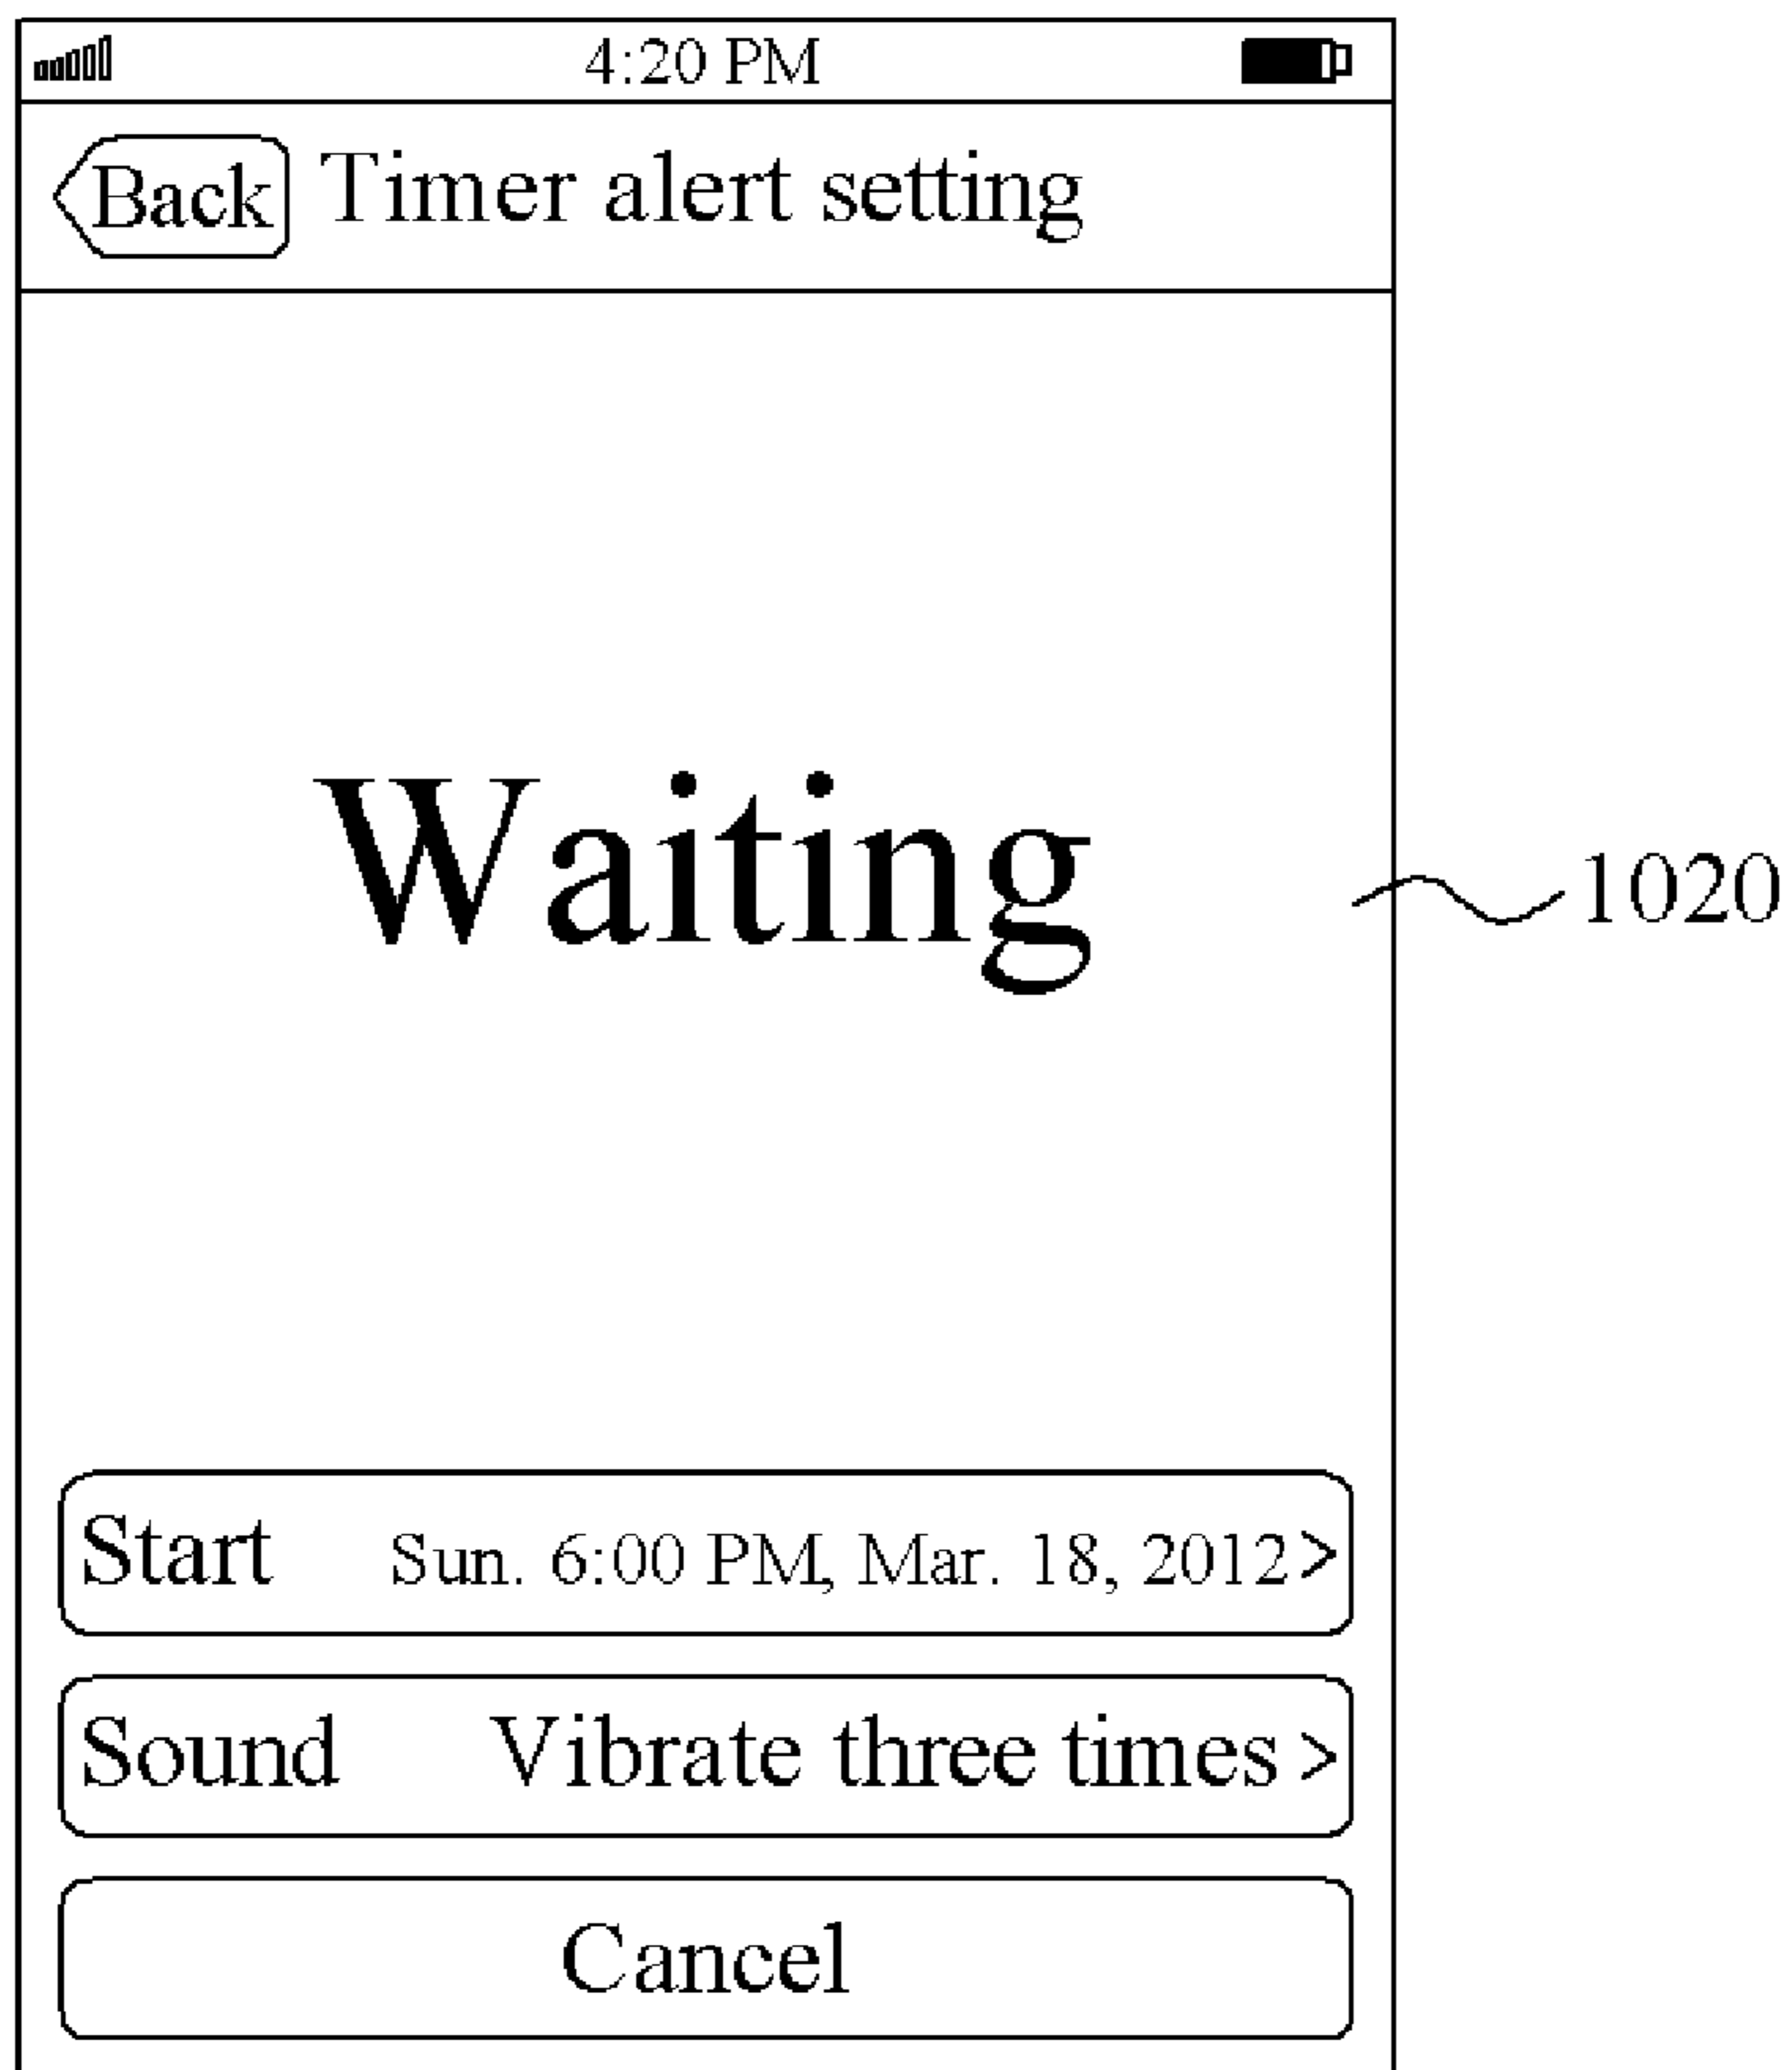 4:20 PM
Back Timer alert setting
Waiting
1020
Start Sun. 6:00 PM, Mar. 18, 2012 >
Sound Vibrate three times >
Cancel